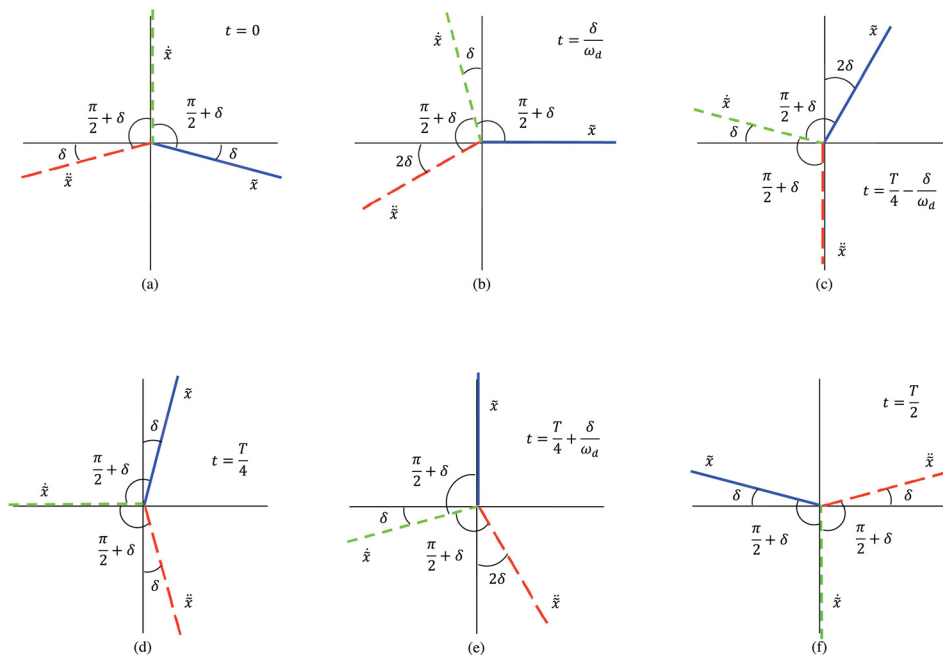 t = 0
ẋ̃
π/2 + δ
π/2 + δ
δ
δ
ẍ̃
x̃
(a)
t = δ/ω_d
ẋ̃
δ
π/2 + δ
π/2 + δ
x̃
2δ
ẍ̃
(b)
x̃
2δ
ẋ̃
π/2 + δ
δ
π/2 + δ
t = T/4 − δ/ω_d
ẍ̃
(c)
x̃
δ
π/2 + δ
t = T/4
ẋ̃
π/2 + δ
δ
ẍ̃
(d)
x̃
t = T/4 + δ/ω_d
π/2 + δ
δ
ẋ̃
π/2 + δ
2δ
ẍ̃
(e)
t = T/2
x̃
ẍ̃
δ
δ
π/2 + δ
π/2 + δ
ẋ̃
(f)